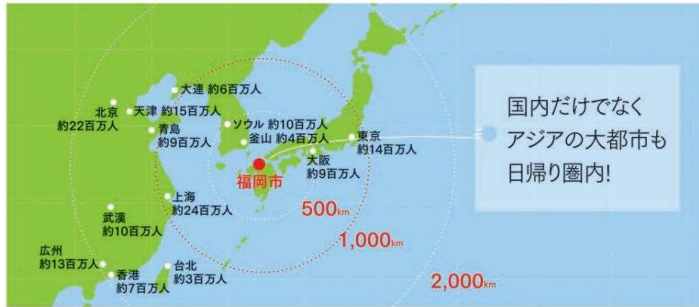 大連 約6百万人
北京
約22百万人
天津 約15百万人
青島
約9百万人
ソウル 約10百万人
釜山 約4百万人
東京
約14百万人
大阪
約9百万人
福岡市
上海
約24百万人
武漢
約10百万人
広州
約13百万人
香港
約7百万人
台北
約3百万人
500km
1,000km
2,000km
国内だけでなく
アジアの大都市も
日帰り圏内!